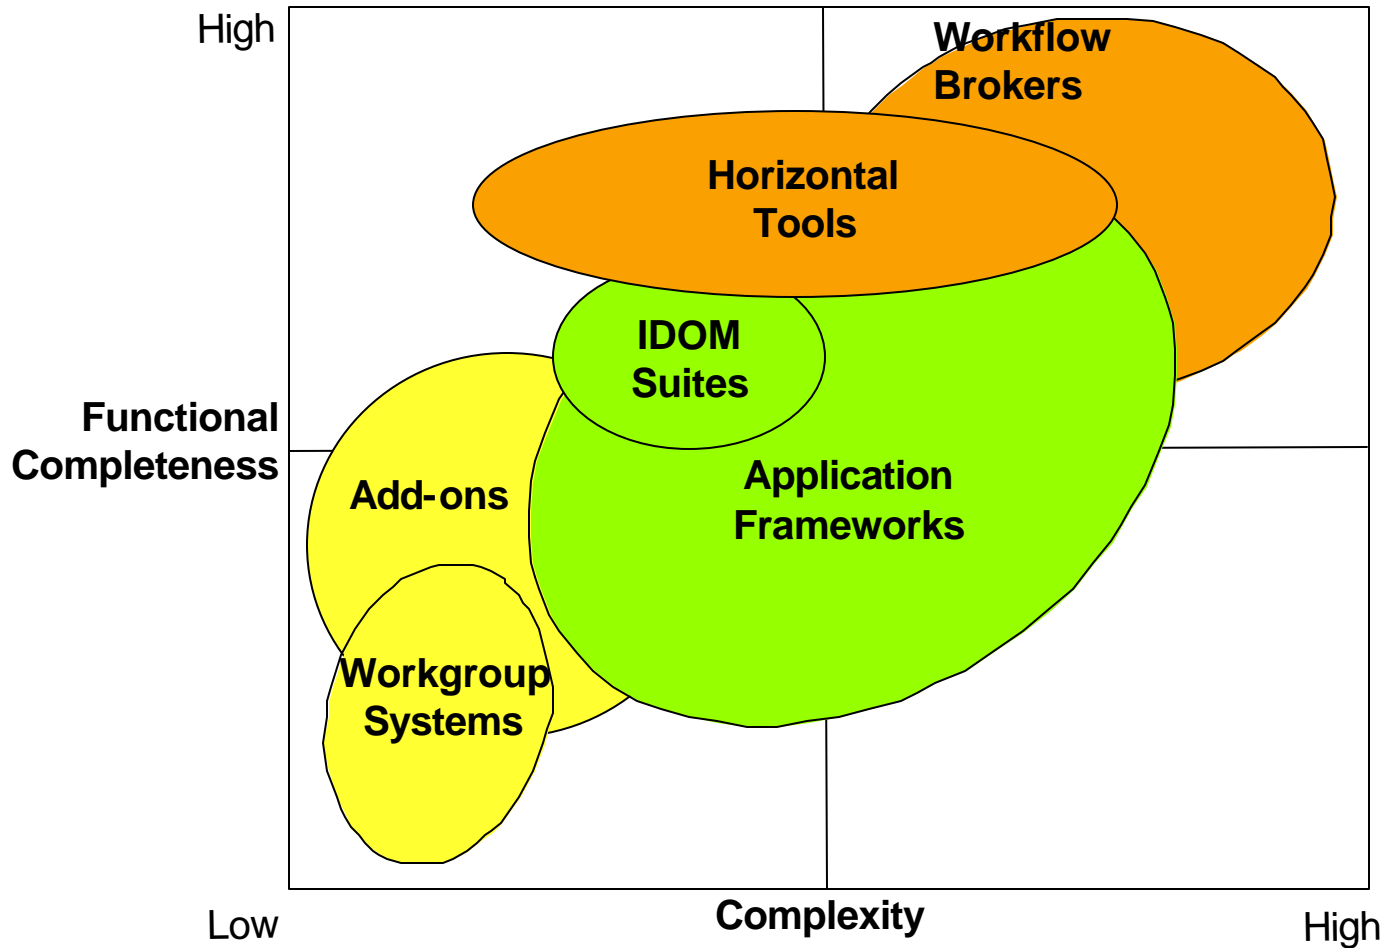 High
Workflow
Brokers
Horizontal
Tools
IDOM
Suites
Functional
Completeness
Add-ons
Application
Frameworks
Workgroup
Systems
Low
Complexity
High